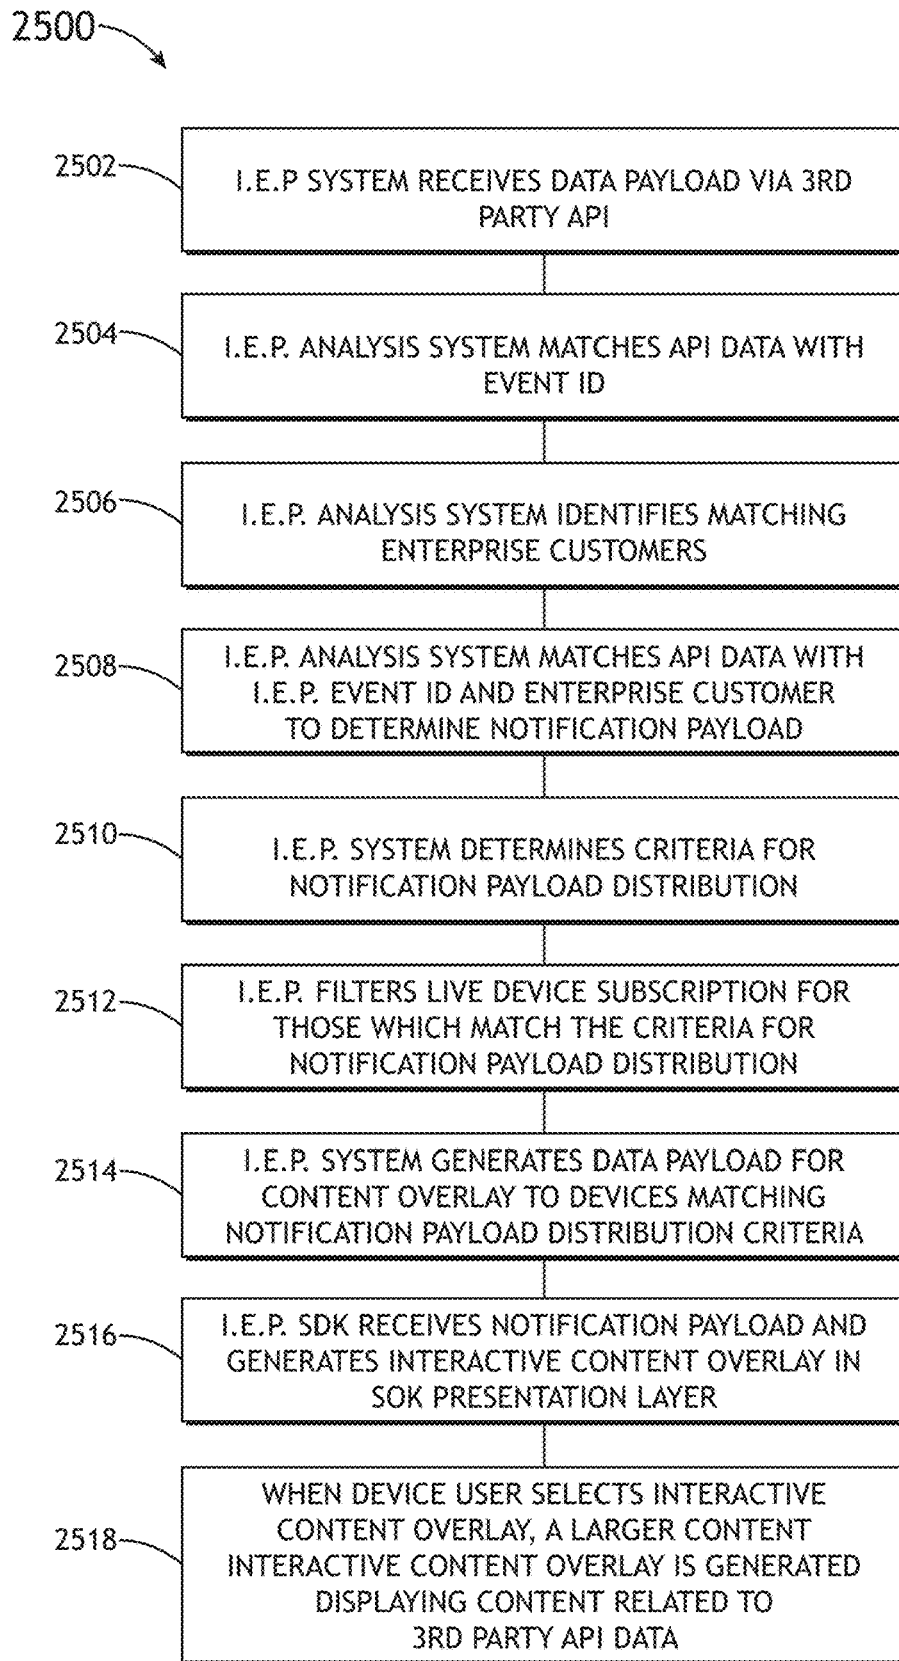 2500
2502
I.E.P SYSTEM RECEIVES DATA PAYLOAD VIA 3RD
PARTY API
2504
I.E.P. ANALYSIS SYSTEM MATCHES API DATA WITH
EVENT ID
2506
I.E.P. ANALYSIS SYSTEM IDENTIFIES MATCHING
ENTERPRISE CUSTOMERS
2508
I.E.P. ANALYSIS SYSTEM MATCHES API DATA WITH
I.E.P. EVENT ID AND ENTERPRISE CUSTOMER
TO DETERMINE NOTIFICATION PAYLOAD
2510
I.E.P. SYSTEM DETERMINES CRITERIA FOR
NOTIFICATION PAYLOAD DISTRIBUTION
2512
I.E.P. FILTERS LIVE DEVICE SUBSCRIPTION FOR
THOSE WHICH MATCH THE CRITERIA FOR
NOTIFICATION PAYLOAD DISTRIBUTION
2514
I.E.P. SYSTEM GENERATES DATA PAYLOAD FOR
CONTENT OVERLAY TO DEVICES MATCHING
NOTIFICATION PAYLOAD DISTRIBUTION CRITERIA
2516
I.E.P. SDK RECEIVES NOTIFICATION PAYLOAD AND
GENERATES INTERACTIVE CONTENT OVERLAY IN
SOK PRESENTATION LAYER
2518
WHEN DEVICE USER SELECTS INTERACTIVE
CONTENT OVERLAY, A LARGER CONTENT
INTERACTIVE CONTENT OVERLAY IS GENERATED
DISPLAYING CONTENT RELATED TO
3RD PARTY API DATA